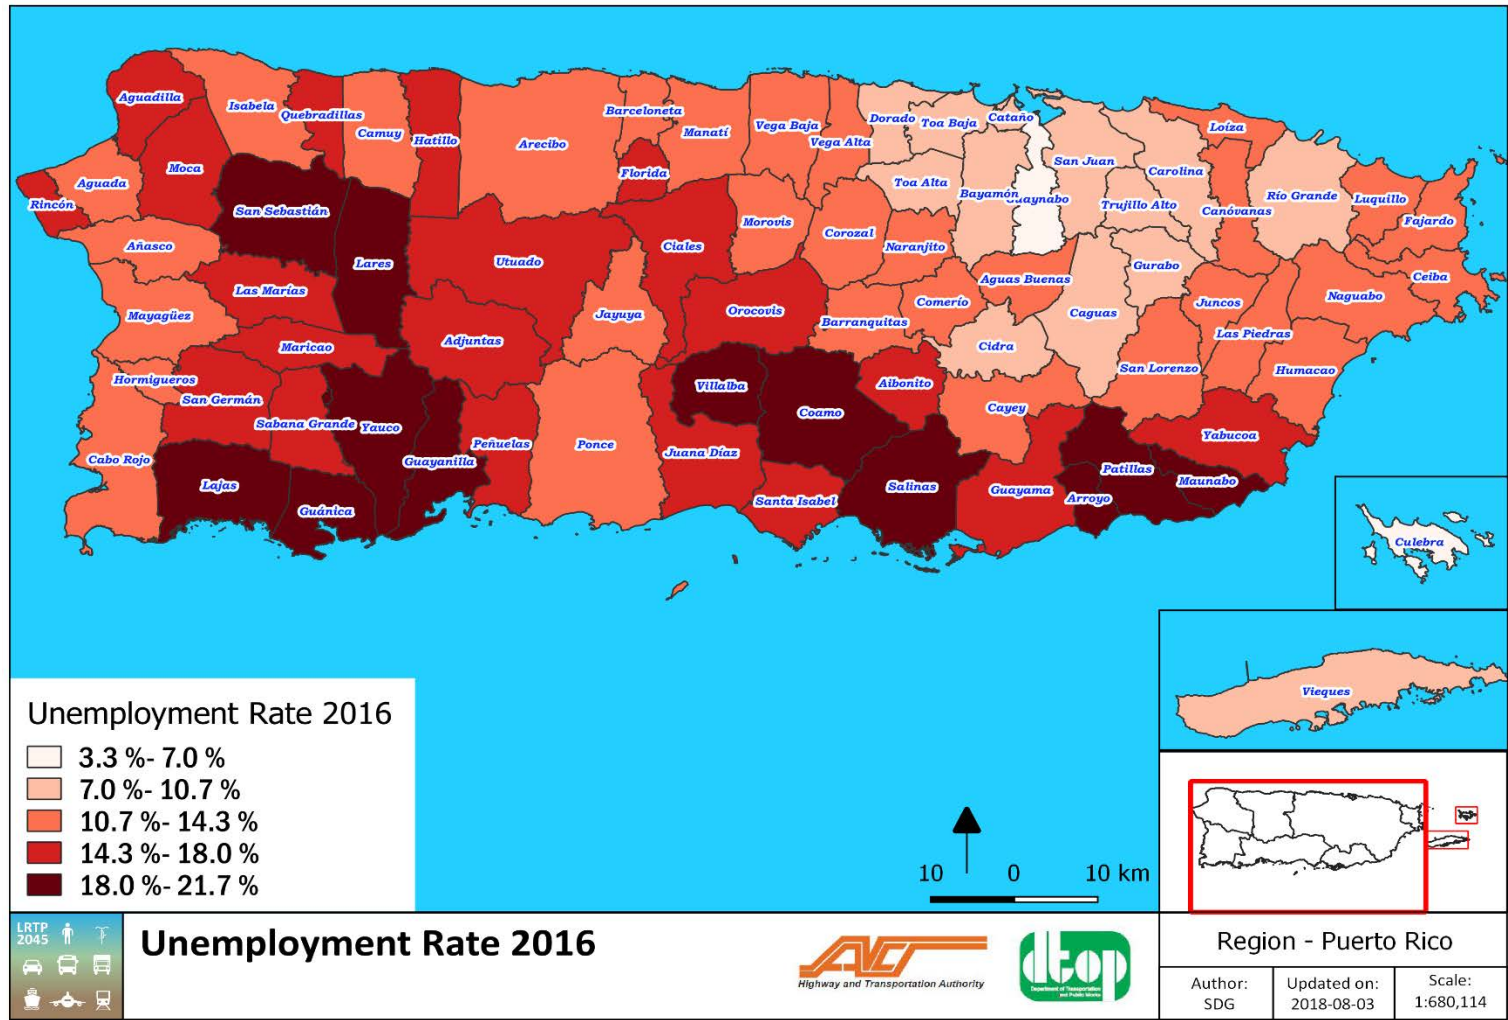 Aguadilla
Isabela
Quebradillas
Camuy
Hatillo
Arecibo
Barceloneta
Manatí
Vega Baja
Vega Alta
Dorado
Toa Baja
Cataño
San Juan
Carolina
Loíza
Moca
Aguada
Rincón
San Sebastián
Lares
Florida
Toa Alta
Bayamón
Guaynabo
Trujillo Alto
Canóvanas
Río Grande
Luquillo
Fajardo
Añasco
Utuado
Ciales
Morovis
Corozal
Naranjito
Aguas Buenas
Gurabo
Ceiba
Las Marías
Mayagüez
Jayuya
Orocovis
Barranquitas
Comerío
Caguas
Juncos
Naguabo
Maricao
Adjuntas
Cidra
Las Piedras
Hormigueros
San Germán
Sabana Grande
Yauco
Villalba
Coamo
Aibonito
Cayey
San Lorenzo
Humacao
Cabo Rojo
Lajas
Guánica
Guayanilla
Peñuelas
Ponce
Juana Díaz
Santa Isabel
Salinas
Guayama
Arroyo
Patillas
Maunabo
Yabucoa
Culebra
Vieques
Unemployment Rate 2016
3.3 %- 7.0 %
7.0 %- 10.7 %
10.7 %- 14.3 %
14.3 %- 18.0 %
18.0 %- 21.7 %
10 0 10 km
LRTP
2045
Unemployment Rate 2016
ACT
Highway and Transportation Authority
dtop
Department of Transportation
and Public Works
Region - Puerto Rico
Author:
SDG
Updated on:
2018-08-03
Scale:
1:680,114